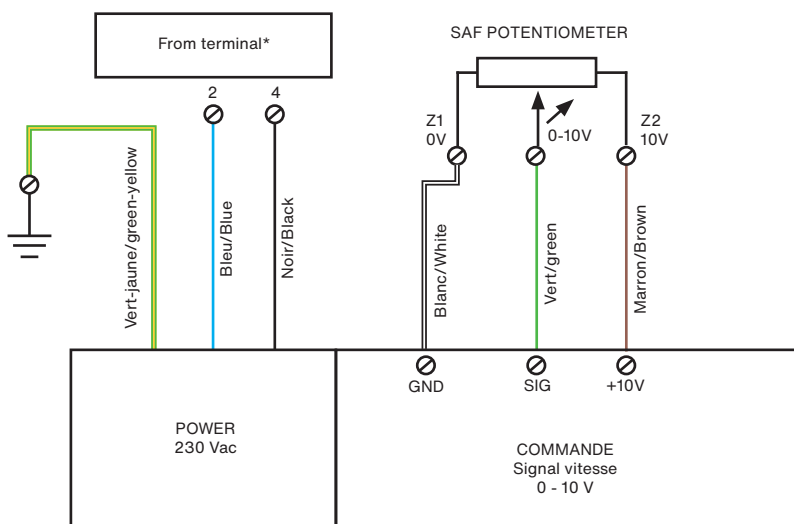 From terminal*
2
4
SAF POTENTIOMETER
Z1
0V
0-10V
Z2
10V
Vert-jaune/green-yellow
Bleu/Blue
Noir/Black
Blanc/White
Vert/green
Marron/Brown
GND
SIG
+10V
POWER
230 Vac
COMMANDE
Signal vitesse
0 - 10 V